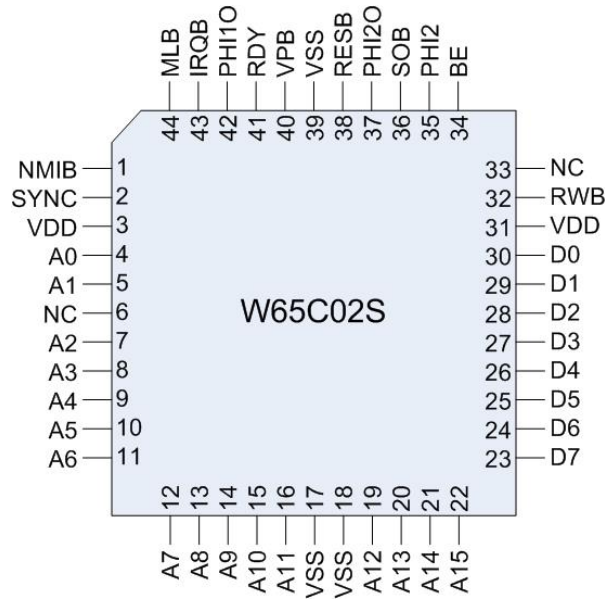 MLB IRQB PHI1O RDY VPB VSS RESB PHI2O SOB PHI2 BE
44 43 42 41 40 39 38 37 36 35 34
NMIB 1 33 NC
SYNC 2 32 RWB
VDD 3 31 VDD
A0 4 30 D0
A1 5 29 D1
NC 6 W65C02S 28 D2
A2 7 27 D3
A3 8 26 D4
A4 9 25 D5
A5 10 24 D6
A6 11 23 D7
12 13 14 15 16 17 18 19 20 21 22
A7 A8 A9 A10 A11 VSS VSS A12 A13 A14 A15